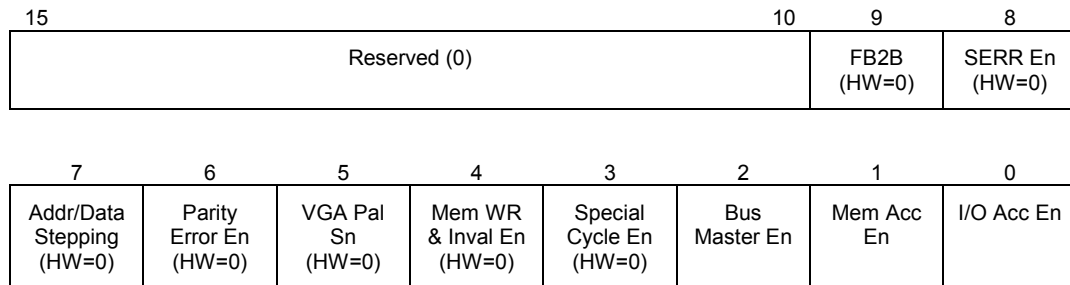 15 10 9 8
Reserved (0) FB2B SERR En
(HW=0) (HW=0)
7 6 5 4 3 2 1 0
Addr/Data Parity VGA Pal Mem WR Special Bus Mem Acc I/O Acc En
Stepping Error En Sn & Inval En Cycle En Master En En
(HW=0) (HW=0) (HW=0) (HW=0) (HW=0)